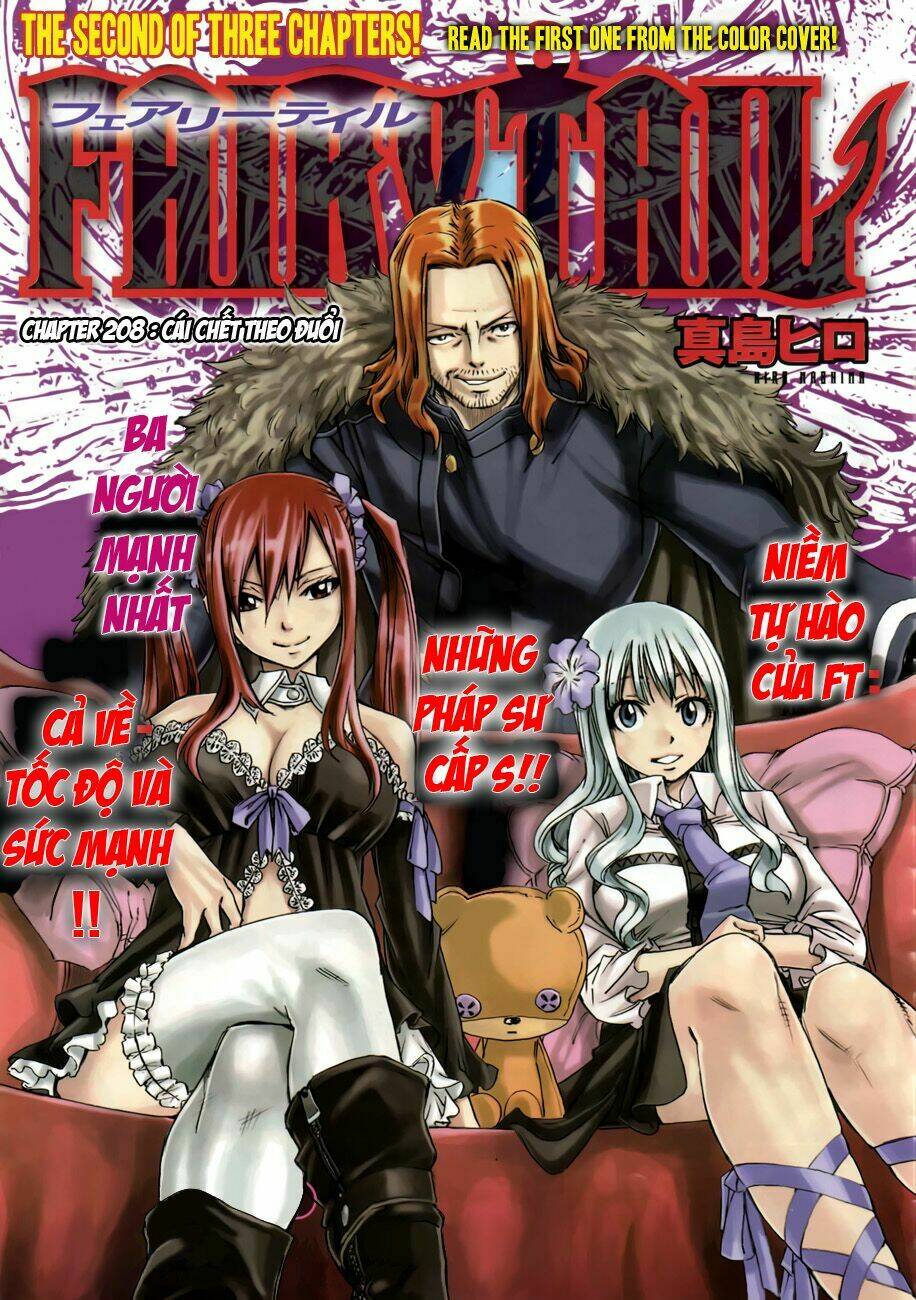 THE SECOND OF THREE CHAPTERS! READ THE FIRST ONE FROM THE COLOR COVER!
フェアリーテイル
FAIRY TAIL
CHAPTER 208 : CÁI CHẾT THEO ĐUỔI
真島ヒロ
HIRO MASHIMA
BA
NGƯỜI
MẠNH
NHẤT
NIỀM
TỰ HÀO
CỦA FT :
NHỮNG
PHÁP SƯ
CẤP S!!
CẢ VỀ -
TỐC ĐỘ VÀ
SỨC MẠNH
!!